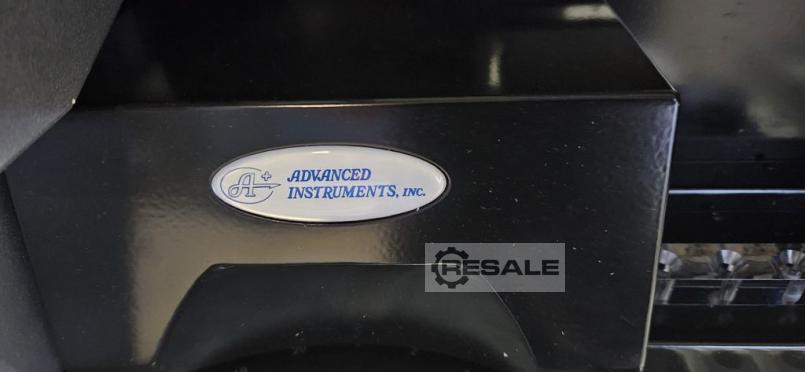 A+
ADVANCED
INSTRUMENTS, INC.
RESALE